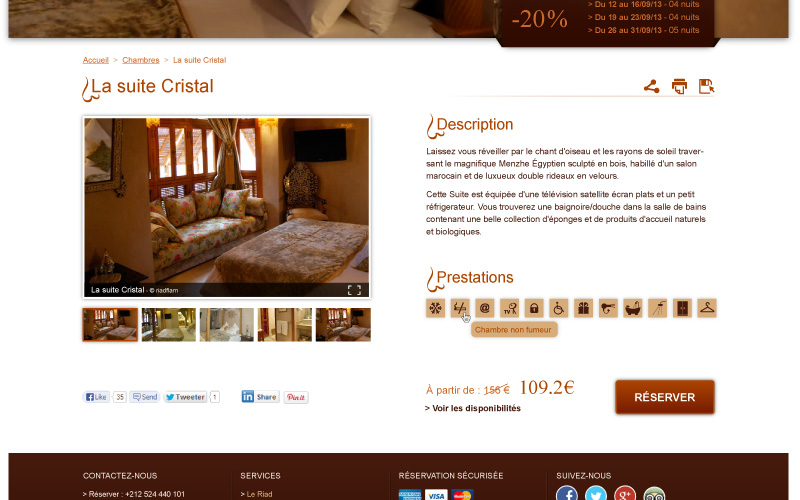 -20%
> Du 12 au 16/09/13 - 04 nuits
> Du 19 au 23/09/13 - 04 nuits
> Du 26 au 31/09/13 - 05 nuits
Accueil > Chambres > La suite Cristal
La suite Cristal
La suite Cristal - © riadfiam
Description
Laissez vous réveiller par le chant d'oiseau et les rayons de soleil traver-
sant le magnifique Menzhe Égyptien sculpté en bois, habillé d'un salon
marocain et de luxueux double rideaux en velours.
Cette Suite est équipée d'une télévision satellite écran plats et un petit
réfrigerateur. Vous trouverez une baignoire/douche dans la salle de bains
contenant une belle collection d'éponges et de produits d'accueil naturels
et biologiques.
Prestations
@ TV
Chambre non fumeur
Like 35 Send Tweeter 1 in Share Pin it
À partir de : 156 € 109.2€
> Voir les disponibilités
RÉSERVER
CONTACTEZ-NOUS
> Réserver : +212 524 440 101
SERVICES
> Le Riad
RÉSERVATION SÉCURISÉE
VISA
SUIVEZ-NOUS